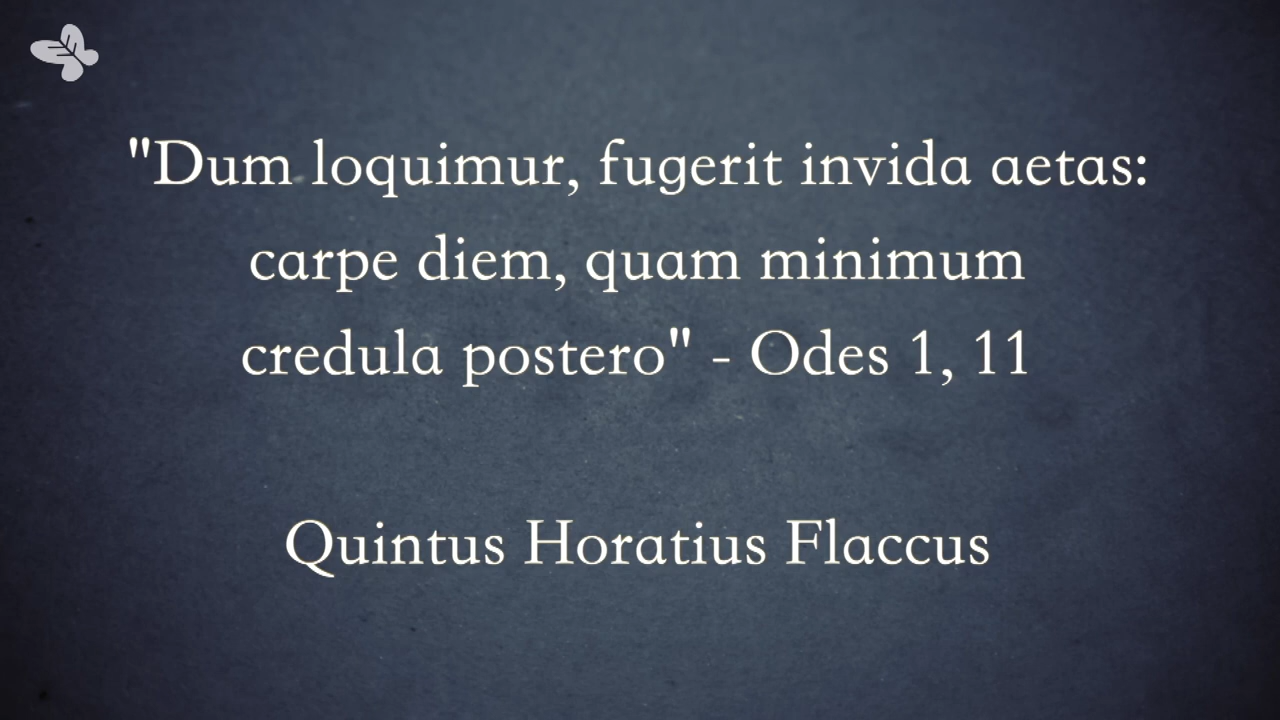 "Dum loquimur, fugerit invida aetas:
carpe diem, quam minimum
credula postero" - Odes 1, 11
Quintus Horatius Flaccus